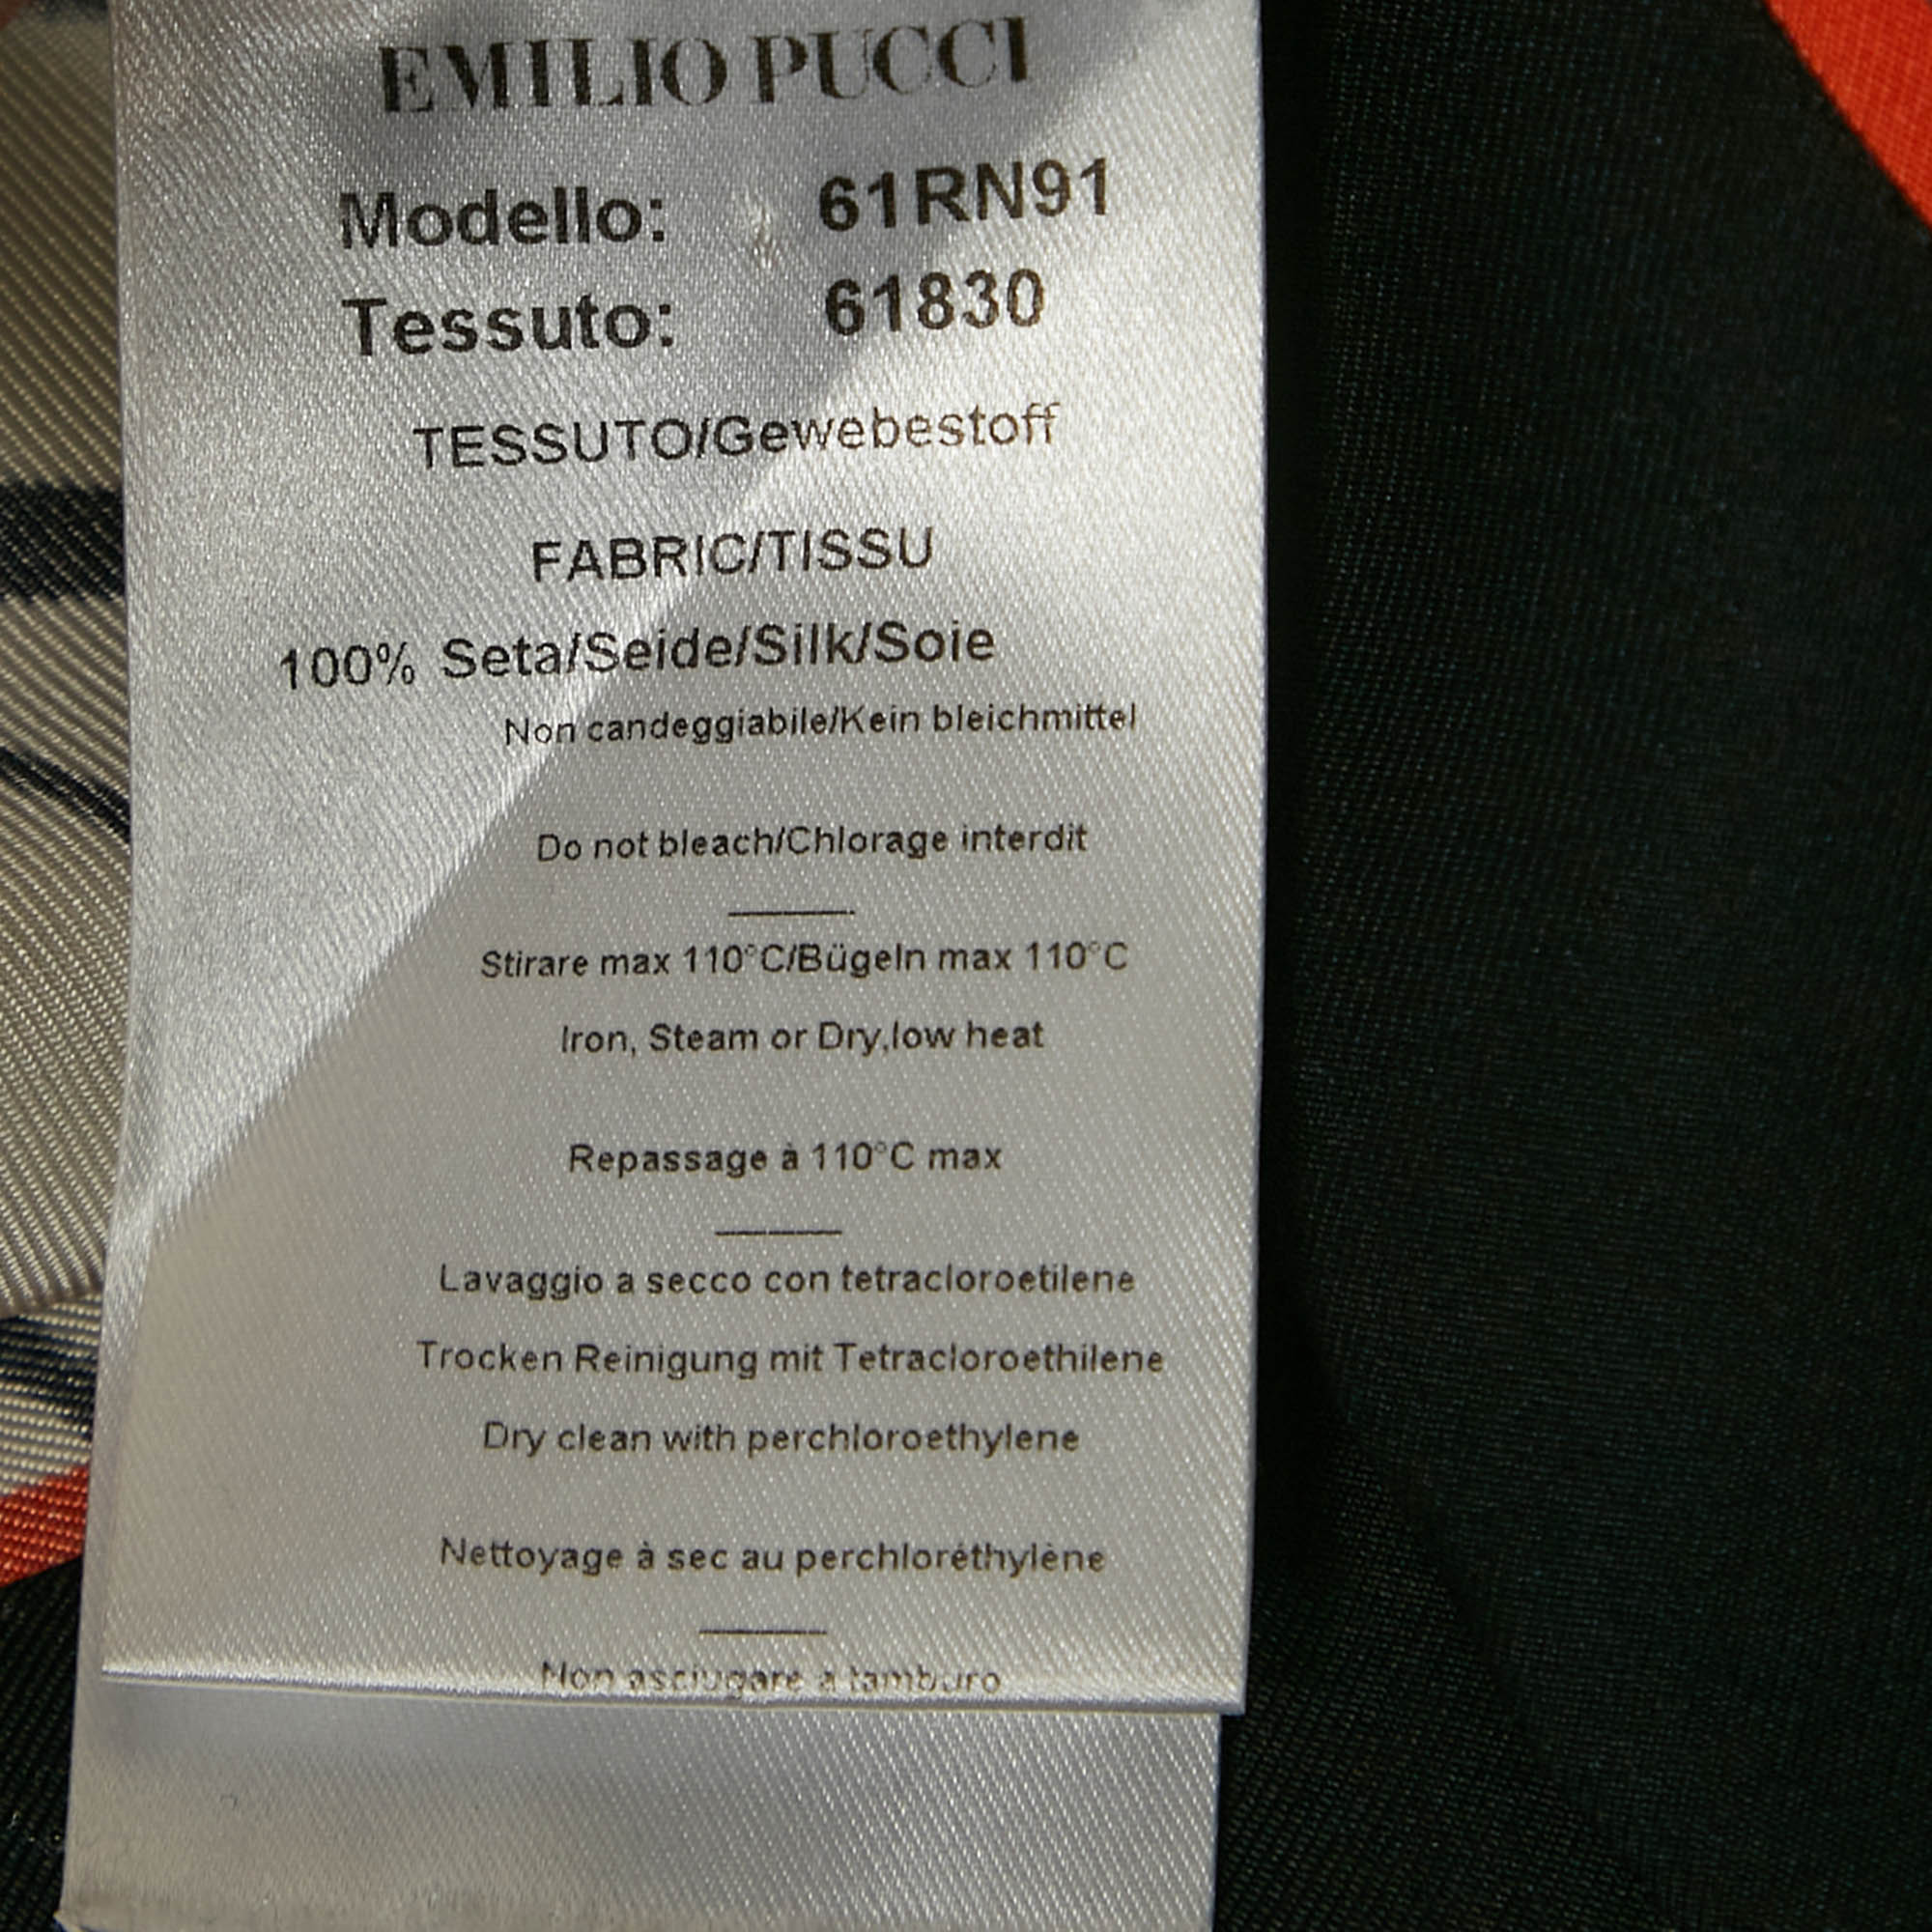 EMILIO PUCCI
Modello: 61RN91
Tessuto: 61830
TESSUTO/Gewebestoff
FABRIC/TISSU
100% Seta/Seide/Silk/Soie
Non candeggiabile/Kein bleichmittel
Do not bleach/Chlorage interdit
Stirare max 110°C/Bügeln max 110°C
Iron, Steam or Dry,low heat
Repassage à 110°C max
Lavaggio a secco con tetracloroetilene
Trocken Reinigung mit Tetracloroethilene
Dry clean with perchloroethylene
Nettoyage à sec au perchloréthylène
Non asciugare a tamburo